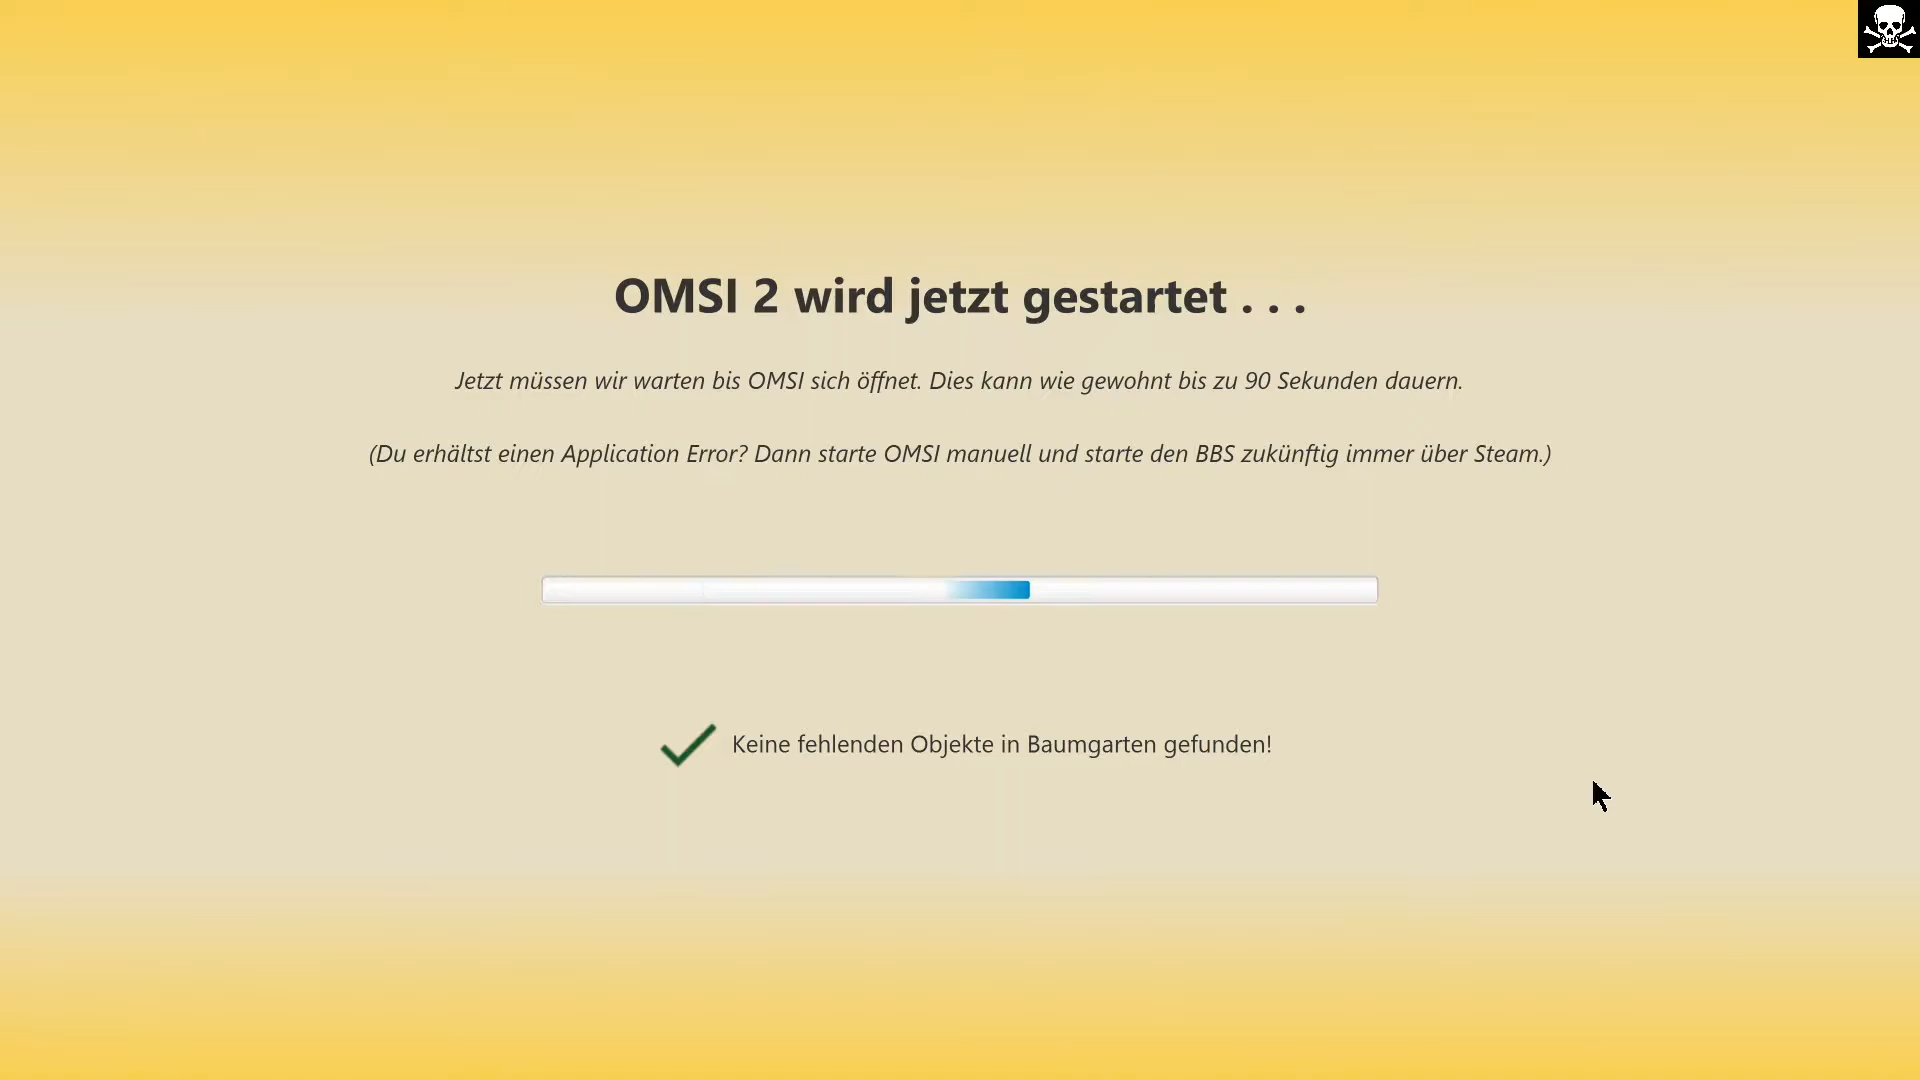 OMSI 2 wird jetzt gestartet . . .
Jetzt müssen wir warten bis OMSI sich öffnet. Dies kann wie gewohnt bis zu 90 Sekunden dauern.
(Du erhältst einen Application Error? Dann starte OMSI manuell und starte den BBS zukünftig immer über Steam.)
Keine fehlenden Objekte in Baumgarten gefunden!